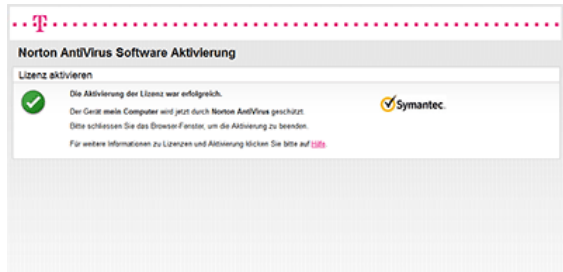 T
Norton AntiVirus Software Aktivierung
Lizenz aktivieren
Die Aktivierung der Lizenz war erfolgreich.
Der Gerät mein Computer wird jetzt durch Norton AntiVirus geschützt.
Symantec.
Bitte schliessen Sie das Browser-Fenster, um die Aktivierung zu beenden.
Für weitere Informationen zu Lizenzen und Aktivierung klicken Sie bitte auf Hilfe.